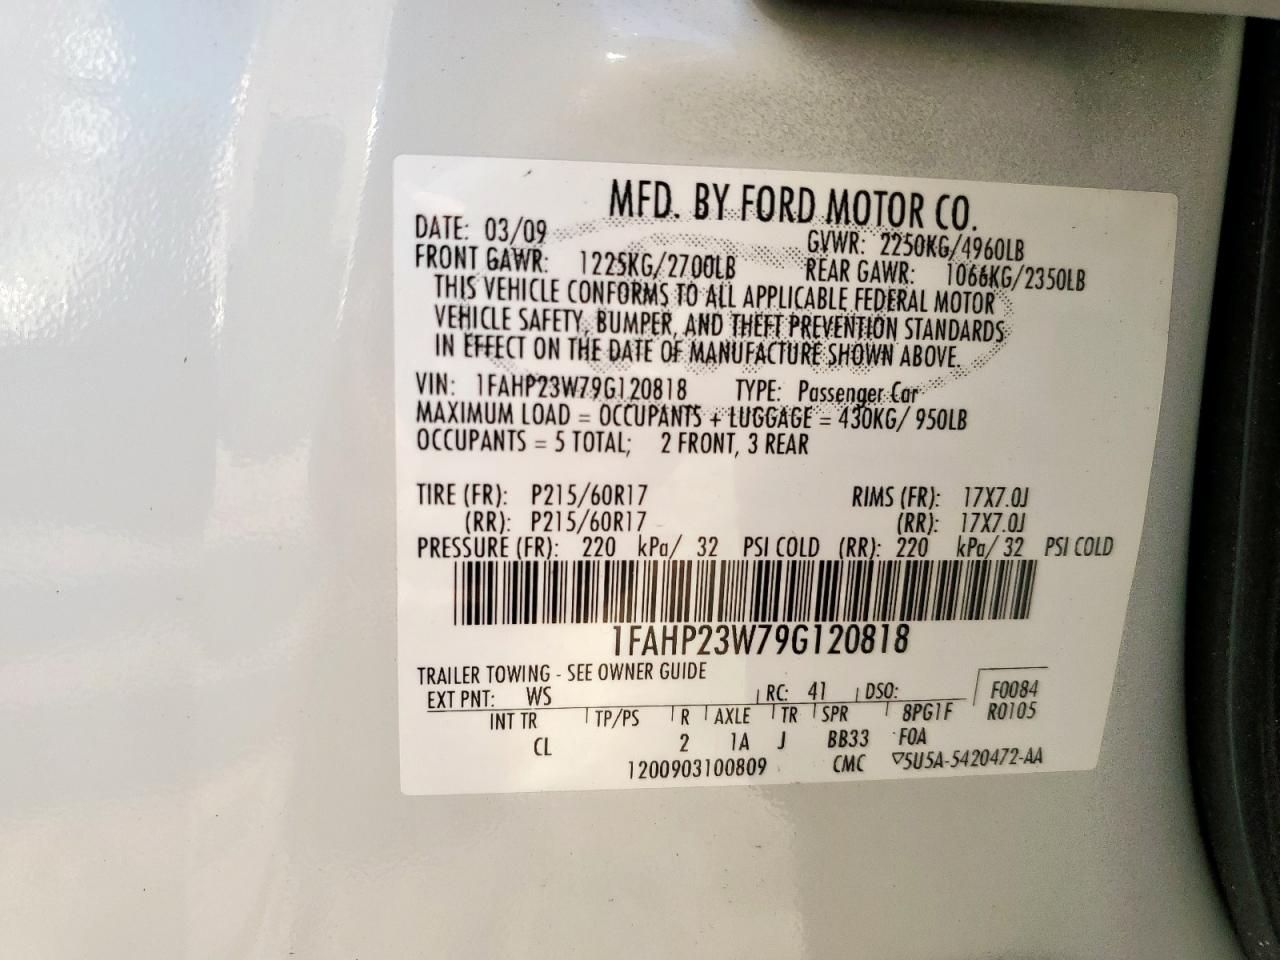 MFD. BY FORD MOTOR CO.
DATE: 03/09 GVWR: 2250KG/4960LB
FRONT GAWR: 1225KG/2700LB REAR GAWR: 1066KG/2350LB
THIS VEHICLE CONFORMS TO ALL APPLICABLE FEDERAL MOTOR
VEHICLE SAFETY, BUMPER, AND THEFT PREVENTION STANDARDS
IN EFFECT ON THE DATE OF MANUFACTURE SHOWN ABOVE.
VIN: 1FAHP23W79G120818 TYPE: Passenger Car
MAXIMUM LOAD = OCCUPANTS + LUGGAGE = 430KG/ 950LB
OCCUPANTS = 5 TOTAL; 2 FRONT, 3 REAR
TIRE (FR): P215/60R17 RIMS (FR): 17X7.0J
(RR): P215/60R17 (RR): 17X7.0J
PRESSURE (FR): 220 kPa/ 32 PSI COLD (RR): 220 kPa/ 32 PSI COLD
1FAHP23W79G120818
TRAILER TOWING - SEE OWNER GUIDE
EXT PNT: WS RC: 41 DSO: F0084
INT TR TP/PS R AXLE TR SPR 8PG1F R0105
CL 2 1A J BB33 F0A
1200903100809 CMC ▽5U5A-5420472-AA